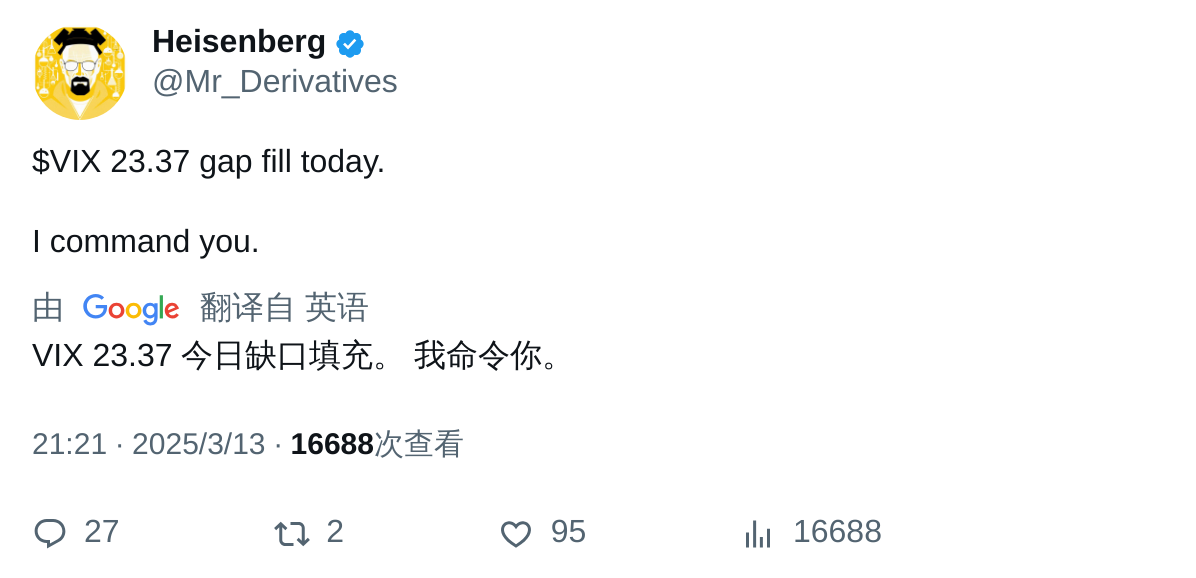 Heisenberg
@Mr_Derivatives
$VIX 23.37 gap fill today.
I command you.
由 Google 翻译自 英语
VIX 23.37 今日缺口填充。 我命令你。
21:21 · 2025/3/13 · 16688次查看
27 2 95 16688